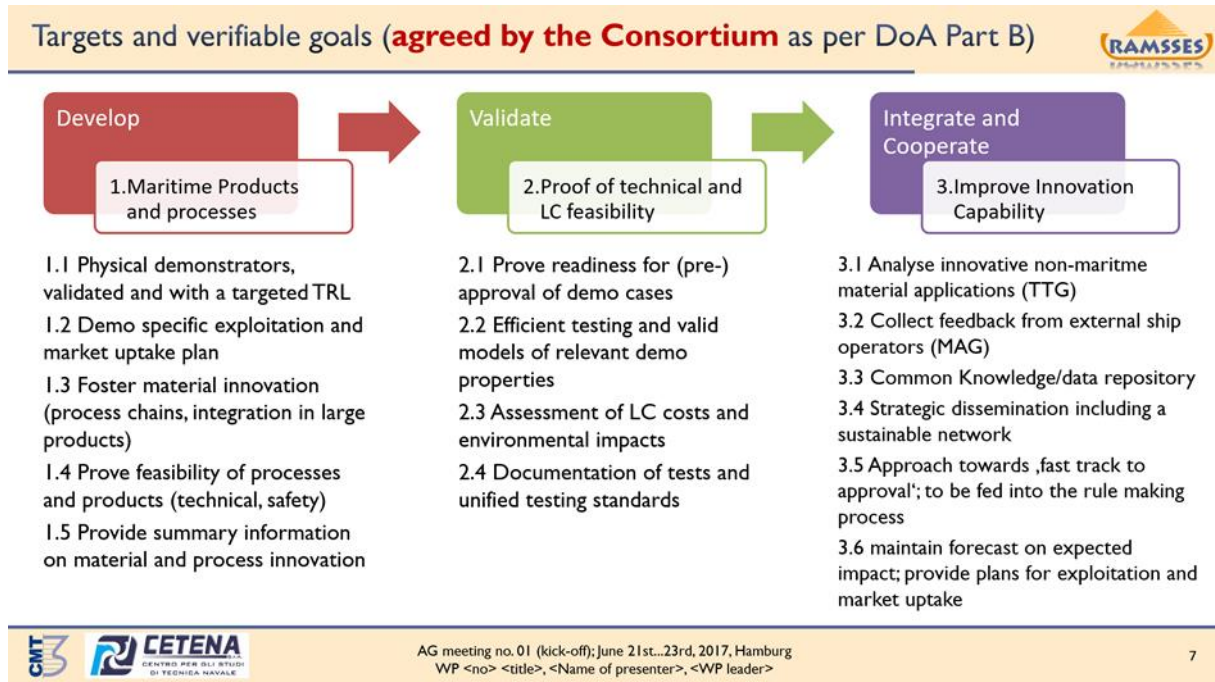 Targets and verifiable goals (agreed by the Consortium as per DoA Part B)
RAMSSES
Develop
1.Maritime Products
and processes
1.1 Physical demonstrators,
validated and with a targeted TRL
1.2 Demo specific exploitation and
market uptake plan
1.3 Foster material innovation
(process chains, integration in large
products)
1.4 Prove feasibility of processes
and products (technical, safety)
1.5 Provide summary information
on material and process innovation
Validate
2.Proof of technical and
LC feasibility
2.1 Prove readiness for (pre-)
approval of demo cases
2.2 Efficient testing and valid
models of relevant demo
properties
2.3 Assessment of LC costs and
environmental impacts
2.4 Documentation of tests and
unified testing standards
Integrate and
Cooperate
3.Improve Innovation
Capability
3.1 Analyse innovative non-maritme
material applications (TTG)
3.2 Collect feedback from external ship
operators (MAG)
3.3 Common Knowledge/data repository
3.4 Strategic dissemination including a
sustainable network
3.5 Approach towards ‚fast track to
approval‘; to be fed into the rule making
process
3.6 maintain forecast on expected
impact; provide plans for exploitation and
market uptake
CMT
CETENA
CENTRO PER GLI STUDI
DI TECNICA NAVALE
AG meeting no. 01 (kick-off); June 21st...23rd, 2017, Hamburg
WP <no> <title>, <Name of presenter>, <WP leader>
7